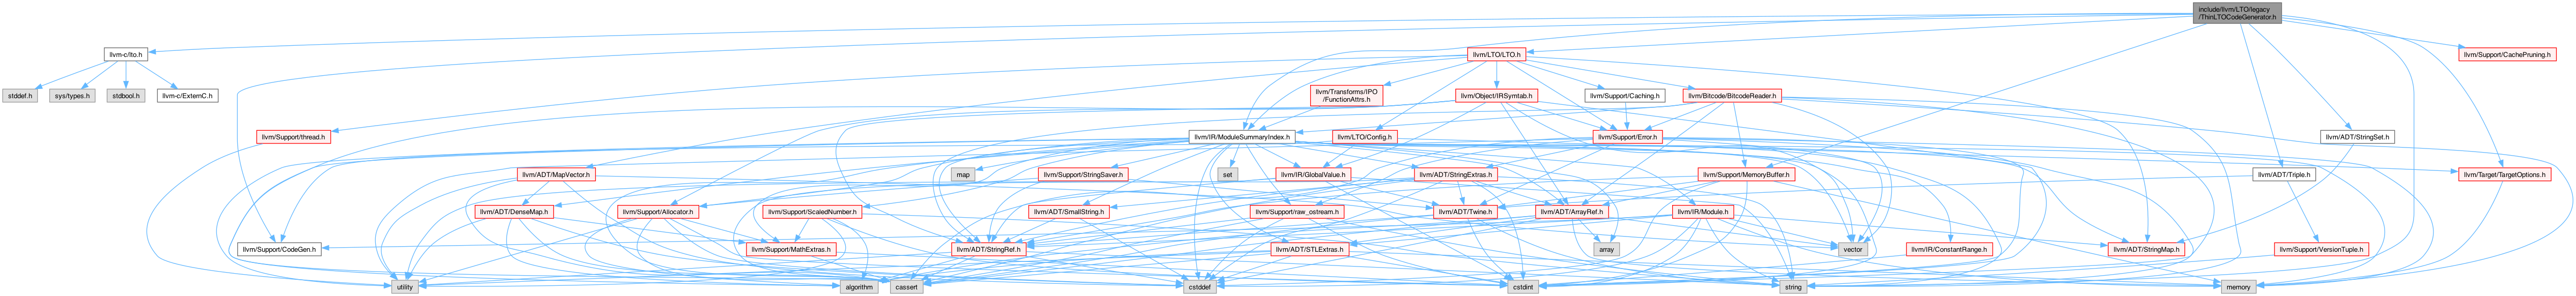 include/llvm/LTO/legacy
/ThinLTOCodeGenerator.h
llvm-c/lto.h
llvm/LTO/LTO.h
llvm/Support/CachePruning.h
stddef.h
sys/types.h
stdbool.h
llvm-c/ExternC.h
llvm/Transforms/IPO
/FunctionAttrs.h
llvm/Object/IRSymtab.h
llvm/Support/Caching.h
llvm/Bitcode/BitcodeReader.h
llvm/Support/thread.h
llvm/IR/ModuleSummaryIndex.h
llvm/LTO/Config.h
llvm/Support/Error.h
llvm/ADT/StringSet.h
llvm/ADT/MapVector.h
map
llvm/Support/StringSaver.h
set
llvm/IR/GlobalValue.h
llvm/ADT/StringExtras.h
llvm/Support/MemoryBuffer.h
llvm/ADT/Triple.h
llvm/Target/TargetOptions.h
llvm/ADT/DenseMap.h
llvm/Support/Allocator.h
llvm/Support/ScaledNumber.h
llvm/ADT/SmallString.h
llvm/Support/raw_ostream.h
llvm/ADT/Twine.h
llvm/ADT/ArrayRef.h
llvm/IR/Module.h
llvm/Support/CodeGen.h
llvm/Support/MathExtras.h
llvm/ADT/StringRef.h
llvm/ADT/STLExtras.h
array
vector
llvm/IR/ConstantRange.h
llvm/ADT/StringMap.h
llvm/Support/VersionTuple.h
utility
algorithm
cassert
cstddef
cstdint
string
memory